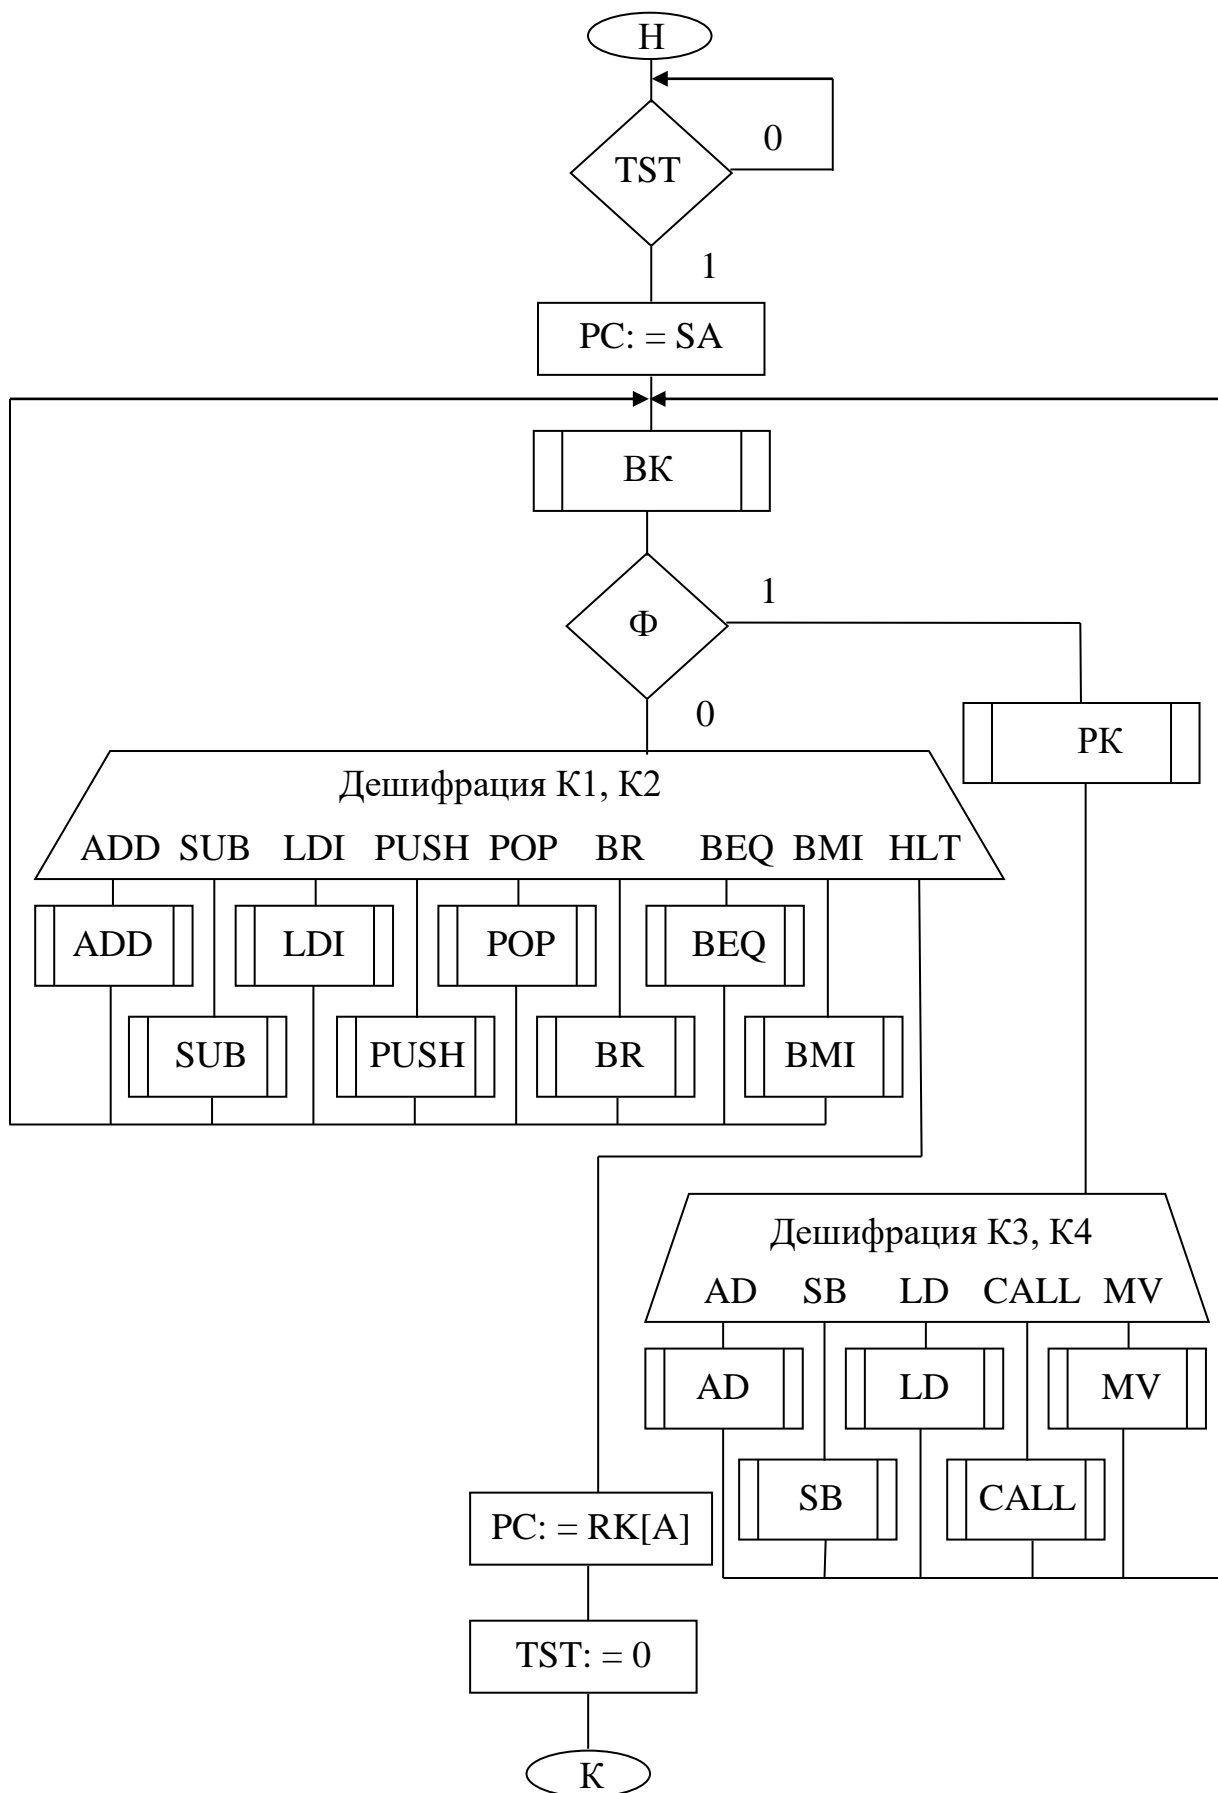 Н
0
TST
1
PC: = SA
ВК
1
Ф
0
РК
Дешифрация К1, К2
ADD SUB LDI PUSH POP BR BEQ BMI HLT
ADD LDI POP BEQ
SUB PUSH BR BMI
Дешифрация К3, К4
AD SB LD CALL MV
AD LD MV
SB CALL
PC: = RK[A]
TST: = 0
К